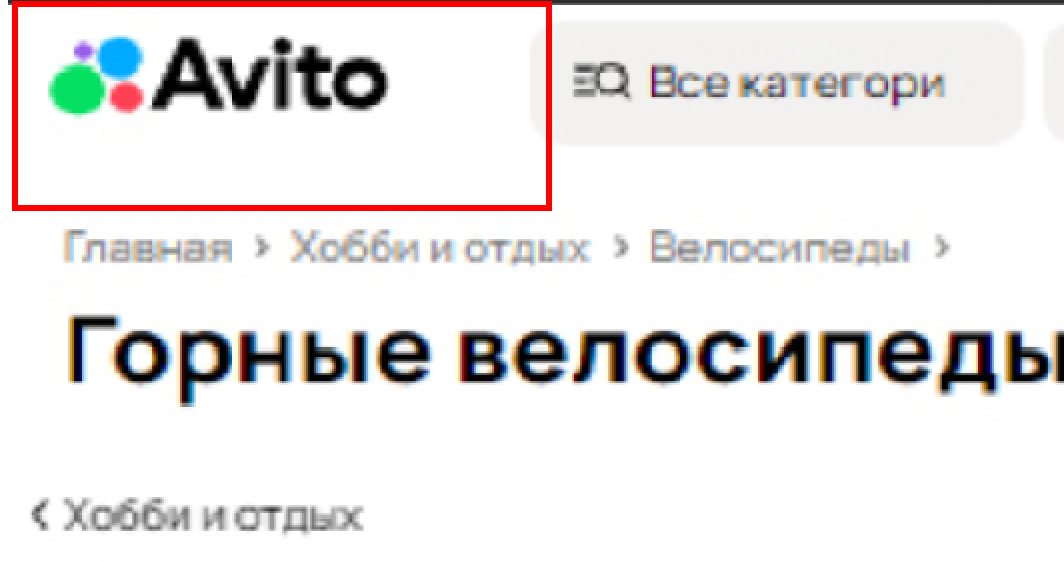 Avito
Все категори
Главная > Хобби и отдых > Велосипеды >
Горные велосипеды
< Хобби и отдых